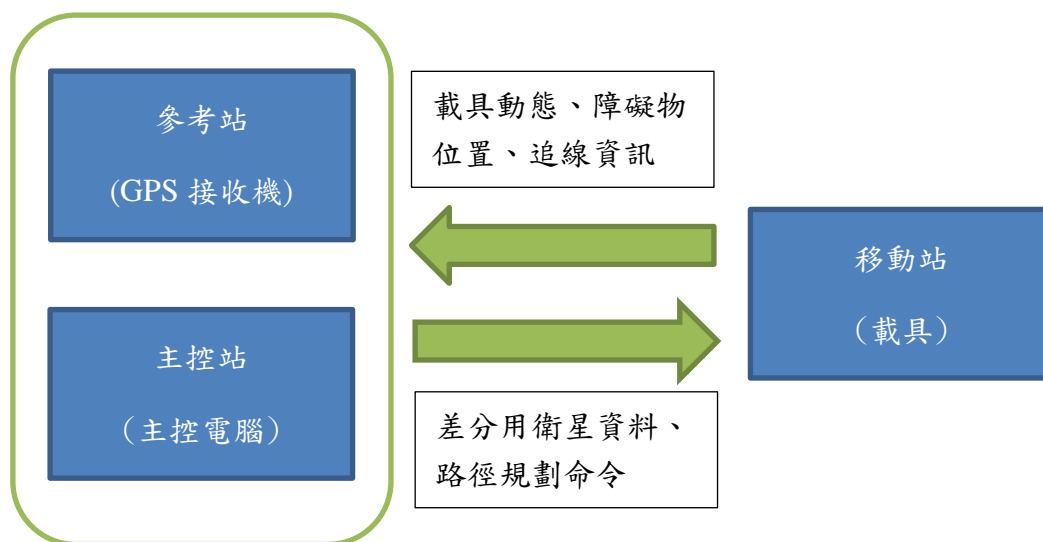 參考站
(GPS 接收機)
主控站
（主控電腦）
載具動態、障礙物
位置、追線資訊
差分用衛星資料、
路徑規劃命令
移動站
（載具）